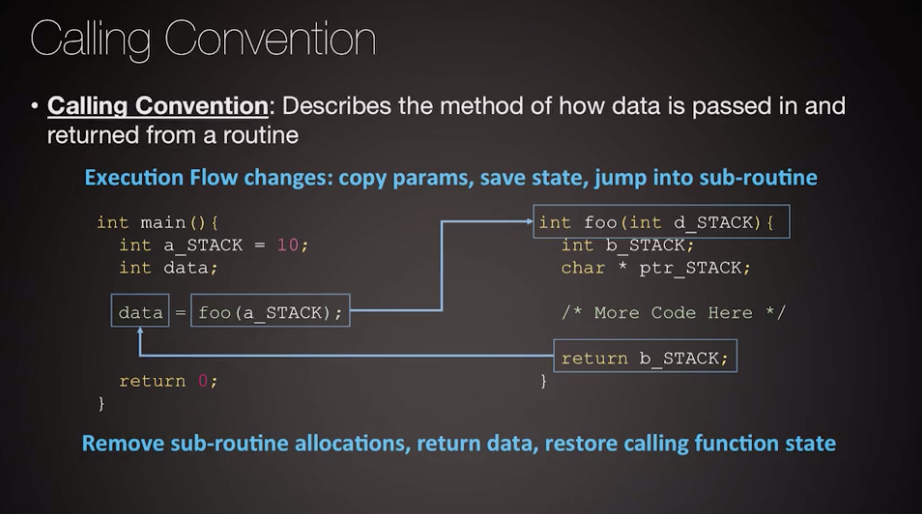 Calling Convention
• Calling Convention: Describes the method of how data is passed in and
returned from a routine
Execution Flow changes: copy params, save state, jump into sub-routine
int main(){
int a_STACK = 10;
int data;
data = foo(a_STACK);
return 0;
}
int foo(int d_STACK){
int b_STACK;
char * ptr_STACK;
/* More Code Here */
return b_STACK;
}
Remove sub-routine allocations, return data, restore calling function state